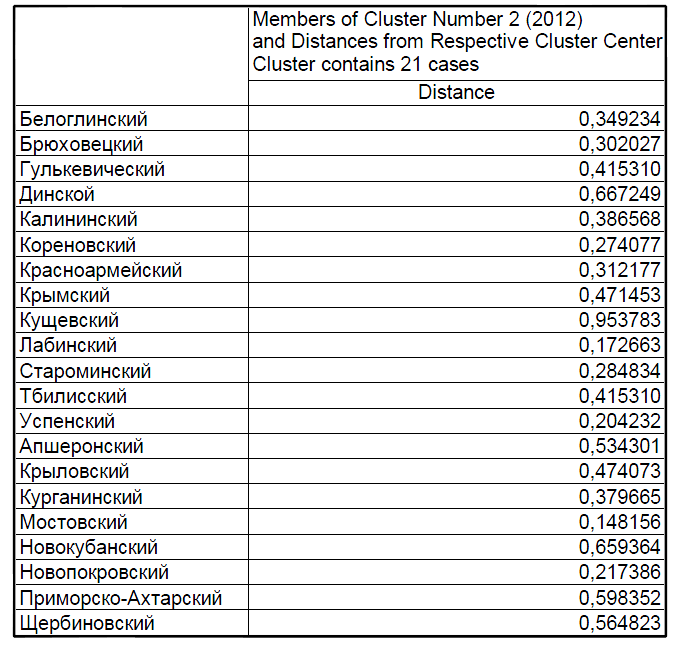 Members of Cluster Number 2 (2012)
and Distances from Respective Cluster Center
Cluster contains 21 cases
Distance
Белоглинский 0,349234
Брюховецкий 0,302027
Гулькевический 0,415310
Динской 0,667249
Калининский 0,386568
Кореновский 0,274077
Красноармейский 0,312177
Крымский 0,471453
Кущевский 0,953783
Лабинский 0,172663
Староминский 0,284834
Тбилисский 0,415310
Успенский 0,204232
Апшеронский 0,534301
Крыловский 0,474073
Курганинский 0,379665
Мостовский 0,148156
Новокубанский 0,659364
Новопокровский 0,217386
Приморско-Ахтарский 0,598352
Щербиновский 0,564823